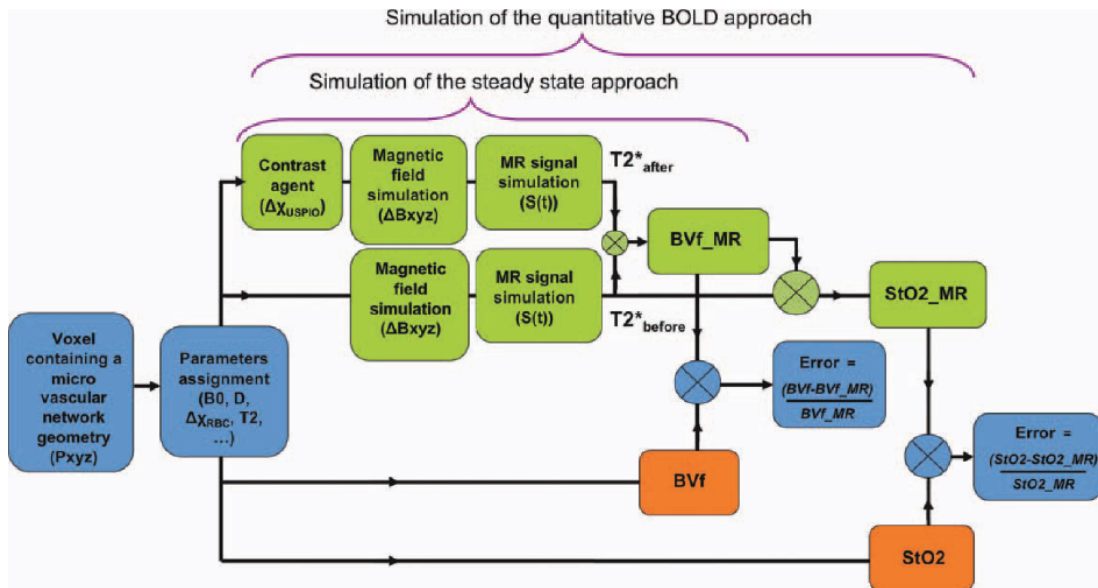 Simulation of the quantitative BOLD approach
Simulation of the steady state approach
Contrast
agent
(ΔχUSPIO)
Magnetic
field
simulation
(ΔBxyz)
MR signal
simulation
(S(t))
T2*after
Magnetic
field
simulation
(ΔBxyz)
MR signal
simulation
(S(t))
T2*before
BVf_MR
StO2_MR
Voxel
containing a
micro
vascular
network
geometry
(Pxyz)
Parameters
assignment
(B0, D,
ΔχRBC, T2,
...)
Error =
(BVf-BVf_MR)
BVf_MR
Error =
(StO2-StO2_MR)
StO2_MR
BVf
StO2